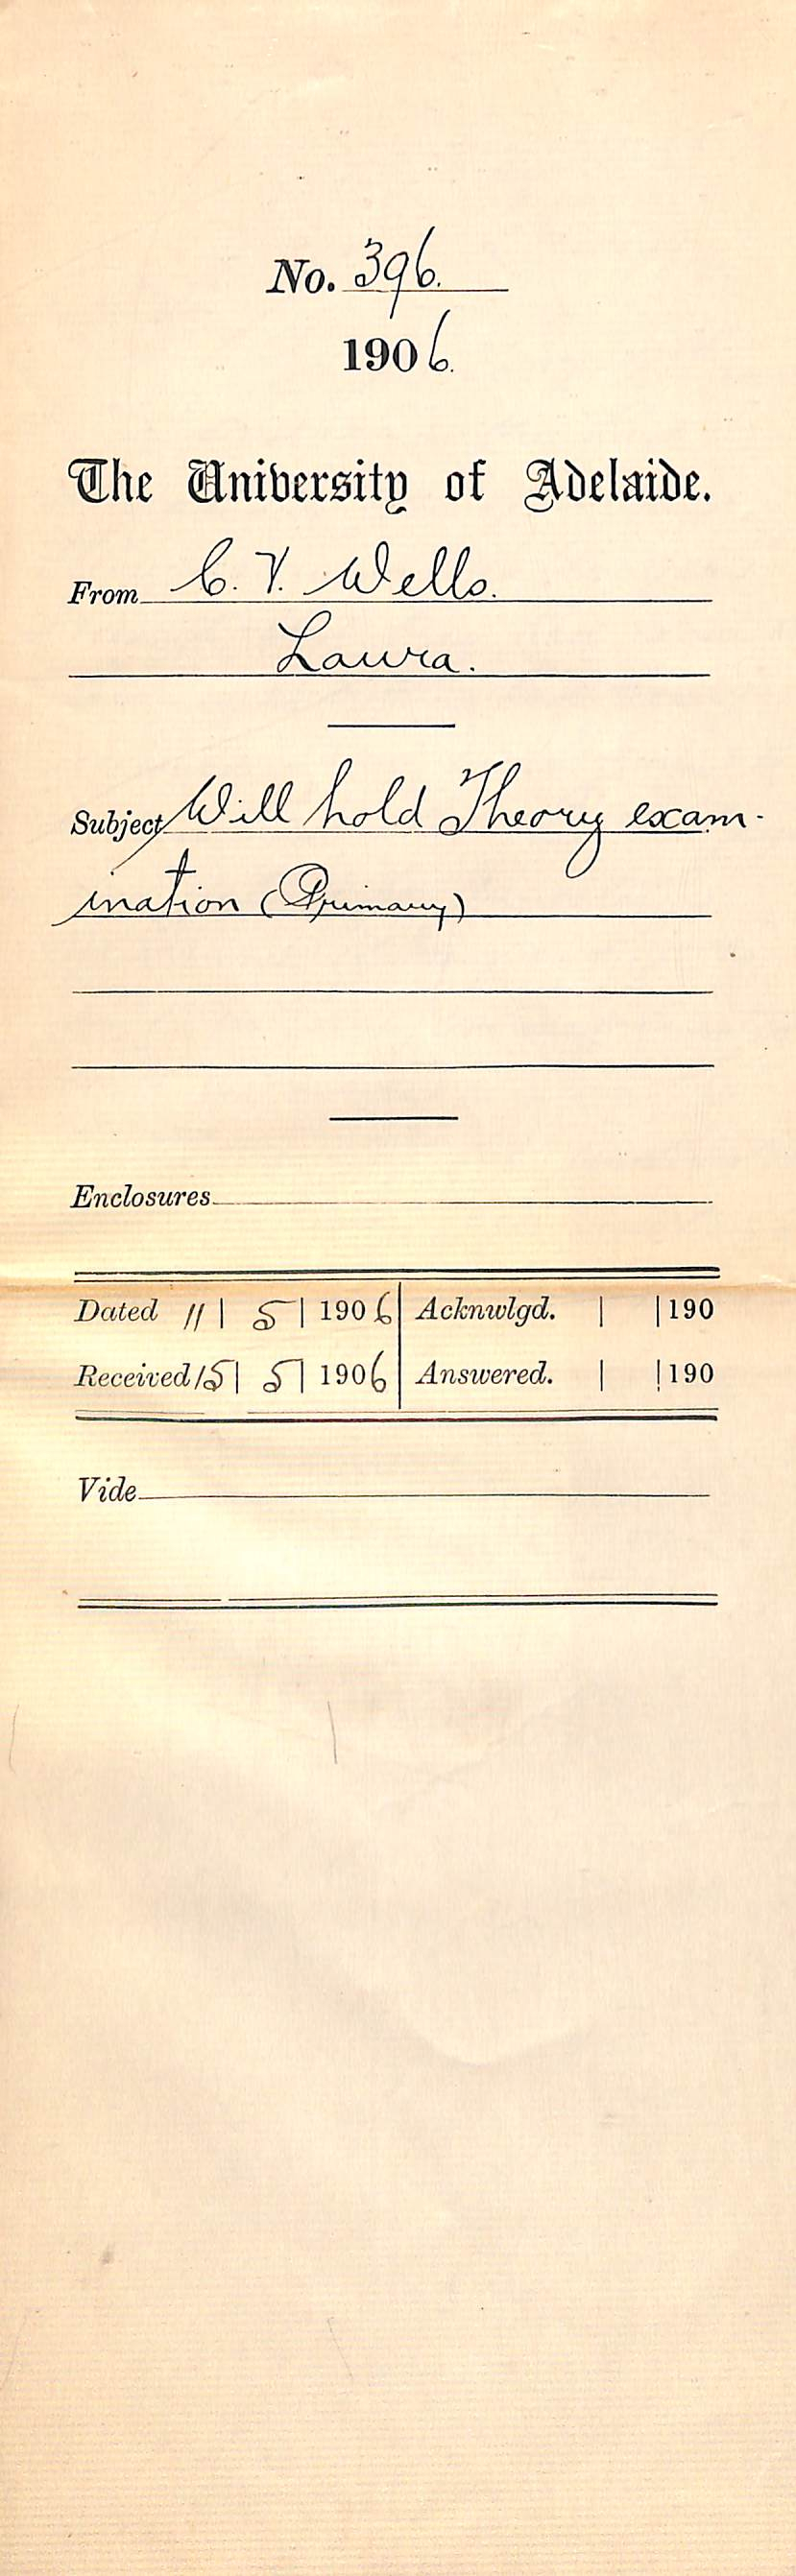 No. 396.
1906.
The University of Adelaide.
From C. V. Wells.
Laura.
Subject Will hold Theory exam-
ination (Primary)
Enclosures
Dated 11 | 5 | 1906 | Acknwlgd. | | 190
Received 15 | 5 | 1906 | Answered. | | 190
Vide